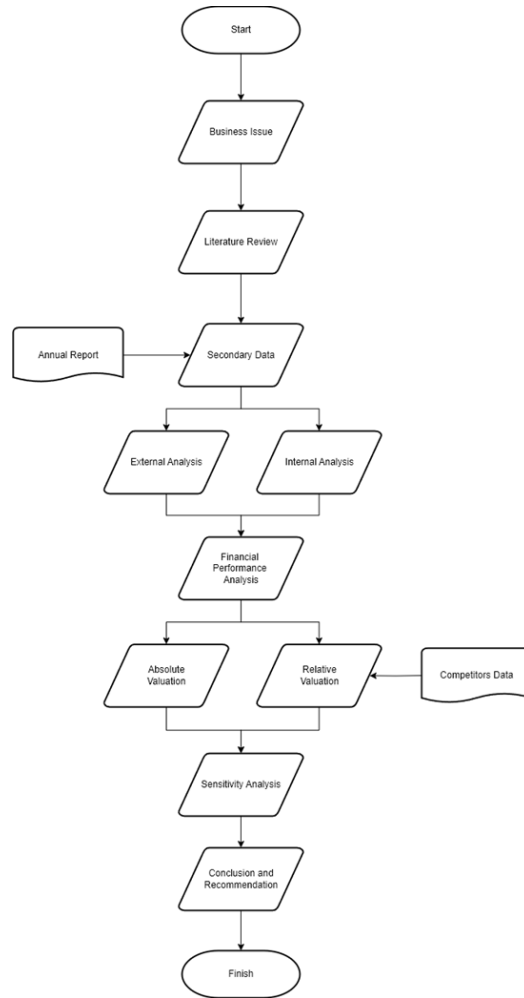 Start
Business Issue
Literature Review
Annual Report
Secondary Data
External Analysis
Internal Analysis
Financial
Performance
Analysis
Absolute
Valuation
Relative
Valuation
Competitors Data
Sensitivity Analysis
Conclusion and
Recommendation
Finish